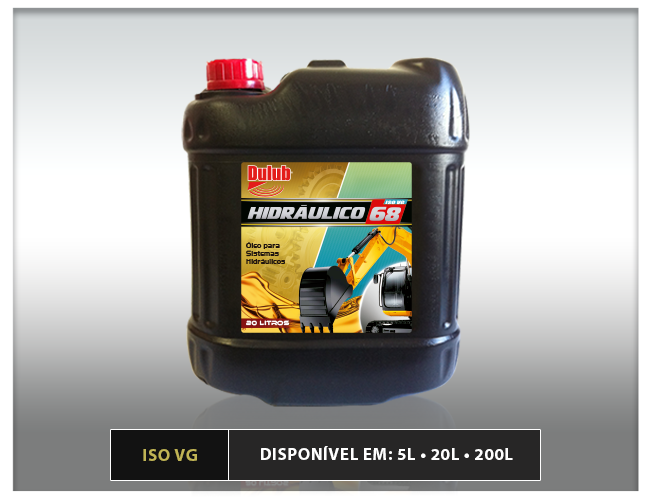 Dulub
ISO VG
HIDRÁULICO 68
Óleo para
Sistemas
Hidráulicos
20 LITROS
ISO VG
DISPONÍVEL EM: 5L • 20L • 200L